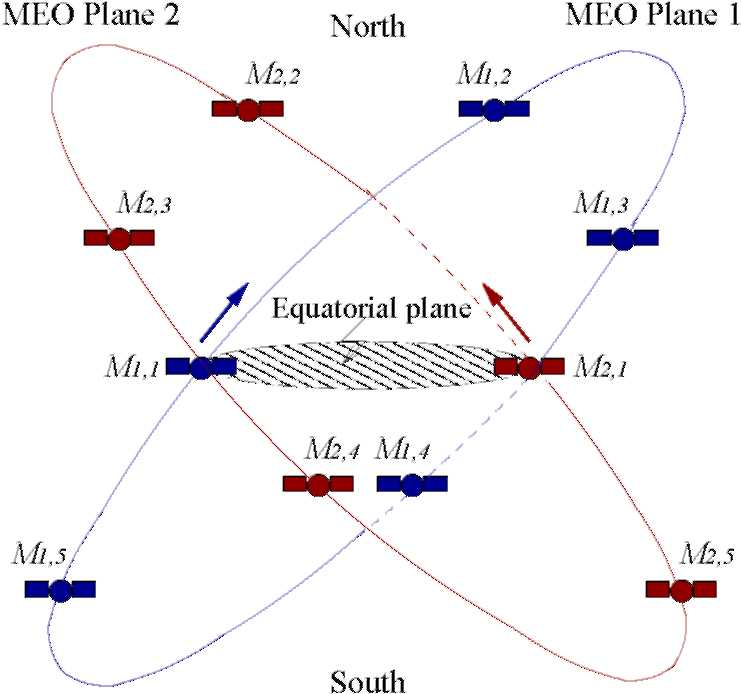 MEO Plane 2
North
MEO Plane 1
M2,2
M1,2
M2,3
M1,3
Equatorial plane
M1,1
M2,1
M2,4
M1,4
M1,5
M2,5
South